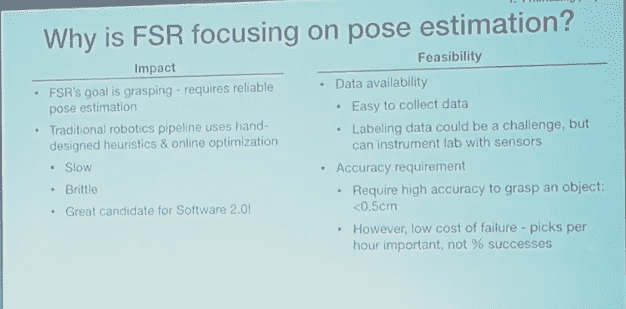 Why is FSR focusing on pose estimation?
Impact
• FSR's goal is grasping - requires reliable
pose estimation
• Traditional robotics pipeline uses hand-
designed heuristics & online optimization
• Slow
• Brittle
• Great candidate for Software 2.0!
Feasibility
• Data availability
• Easy to collect data
• Labeling data could be a challenge, but
can instrument lab with sensors
• Accuracy requirement
• Require high accuracy to grasp an object:
<0.5cm
• However, low cost of failure - picks per
hour important, not % successes